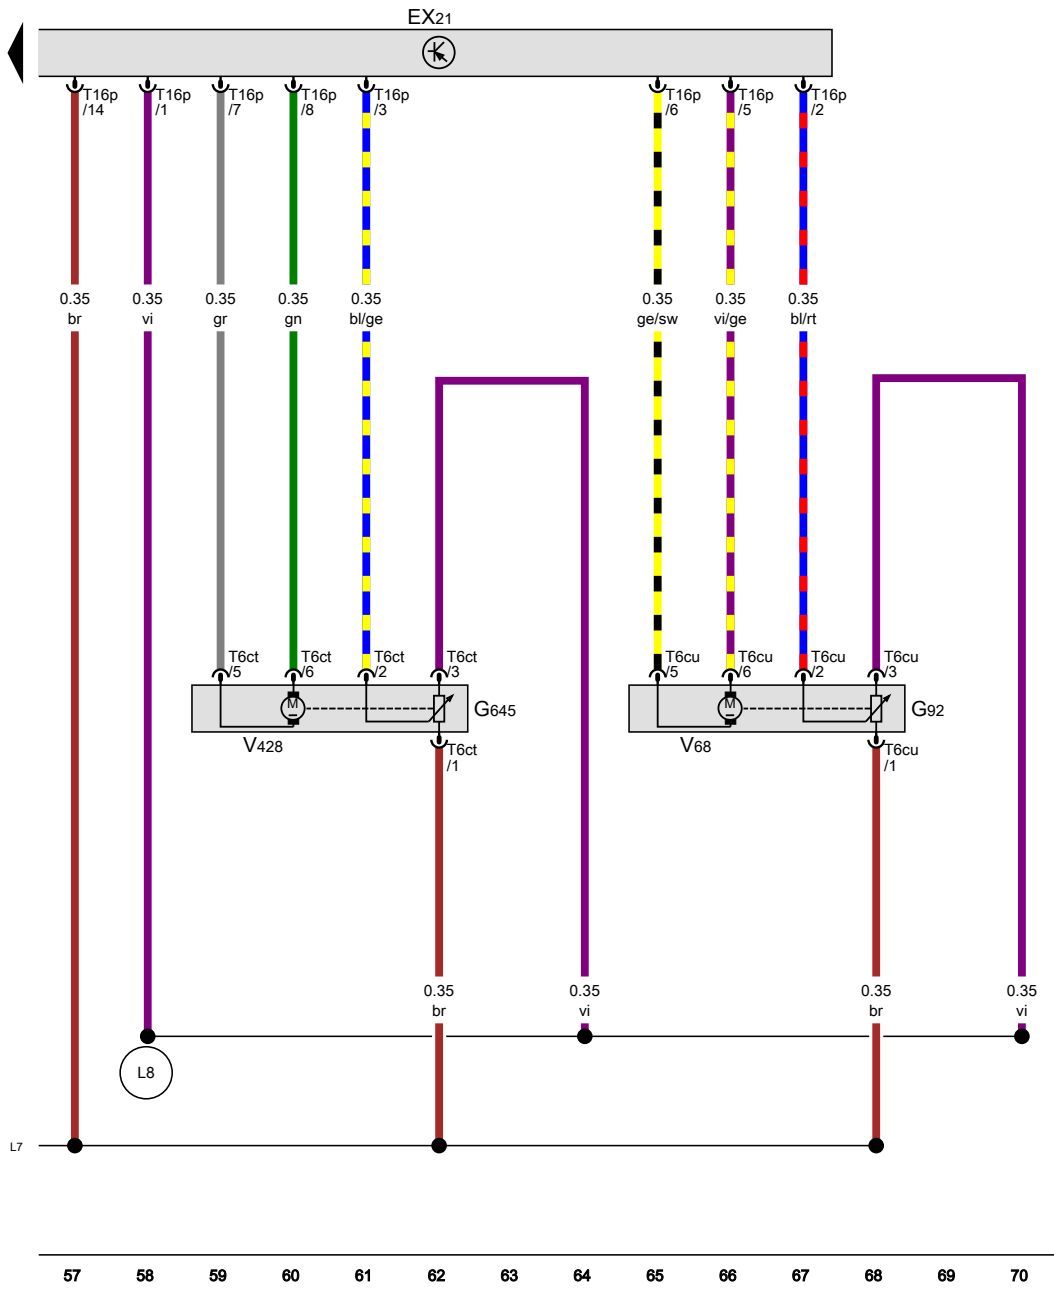 EX21
T16p T16p T16p T16p T16p T16p T16p T16p
/14 /1 /7 /8 /3 /6 /5 /2
0.35 0.35 0.35 0.35 0.35 0.35 0.35 0.35
br vi gr gn bl/ge ge/sw vi/ge bl/rt
T6ct T6ct T6ct T6ct T6cu T6cu T6cu T6cu
/5 /6 /2 /3 /5 /6 /2 /3
M M
G645 G92
V428 V68
T6ct T6cu
/1 /1
0.35 0.35 0.35 0.35
br vi br vi
L8
L7
57 58 59 60 61 62 63 64 65 66 67 68 69 70